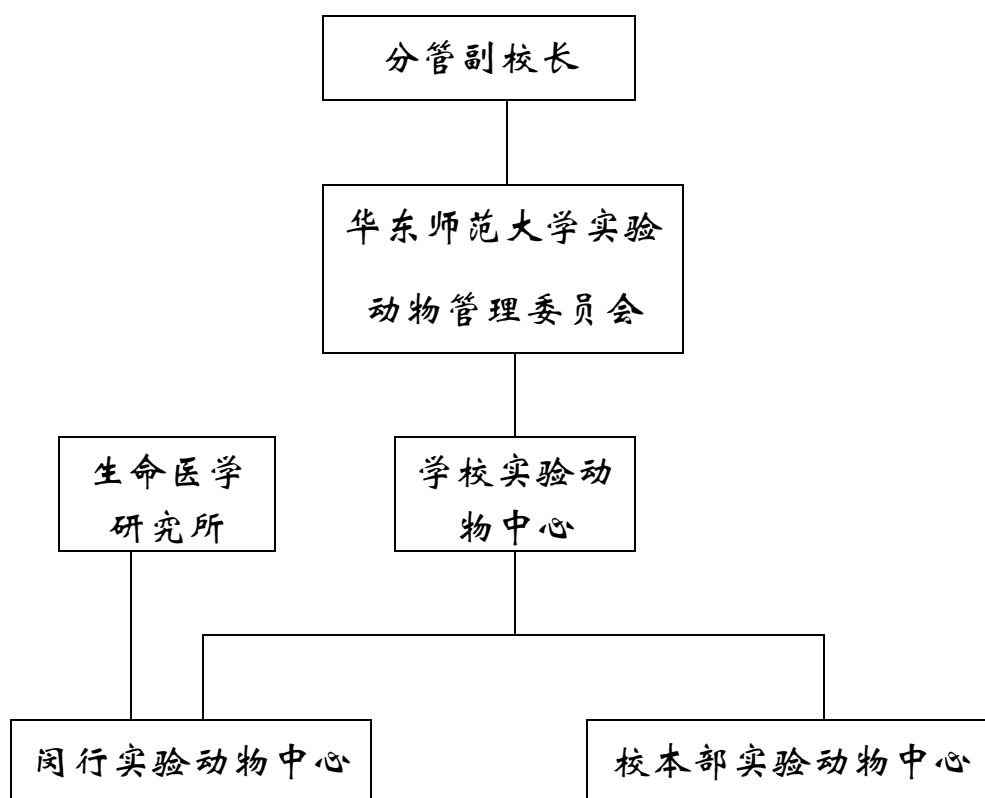 分管副校长
华东师范大学实验
动物管理委员会
生命医学
研究所
学校实验动
物中心
闵行实验动物中心
校本部实验动物中心